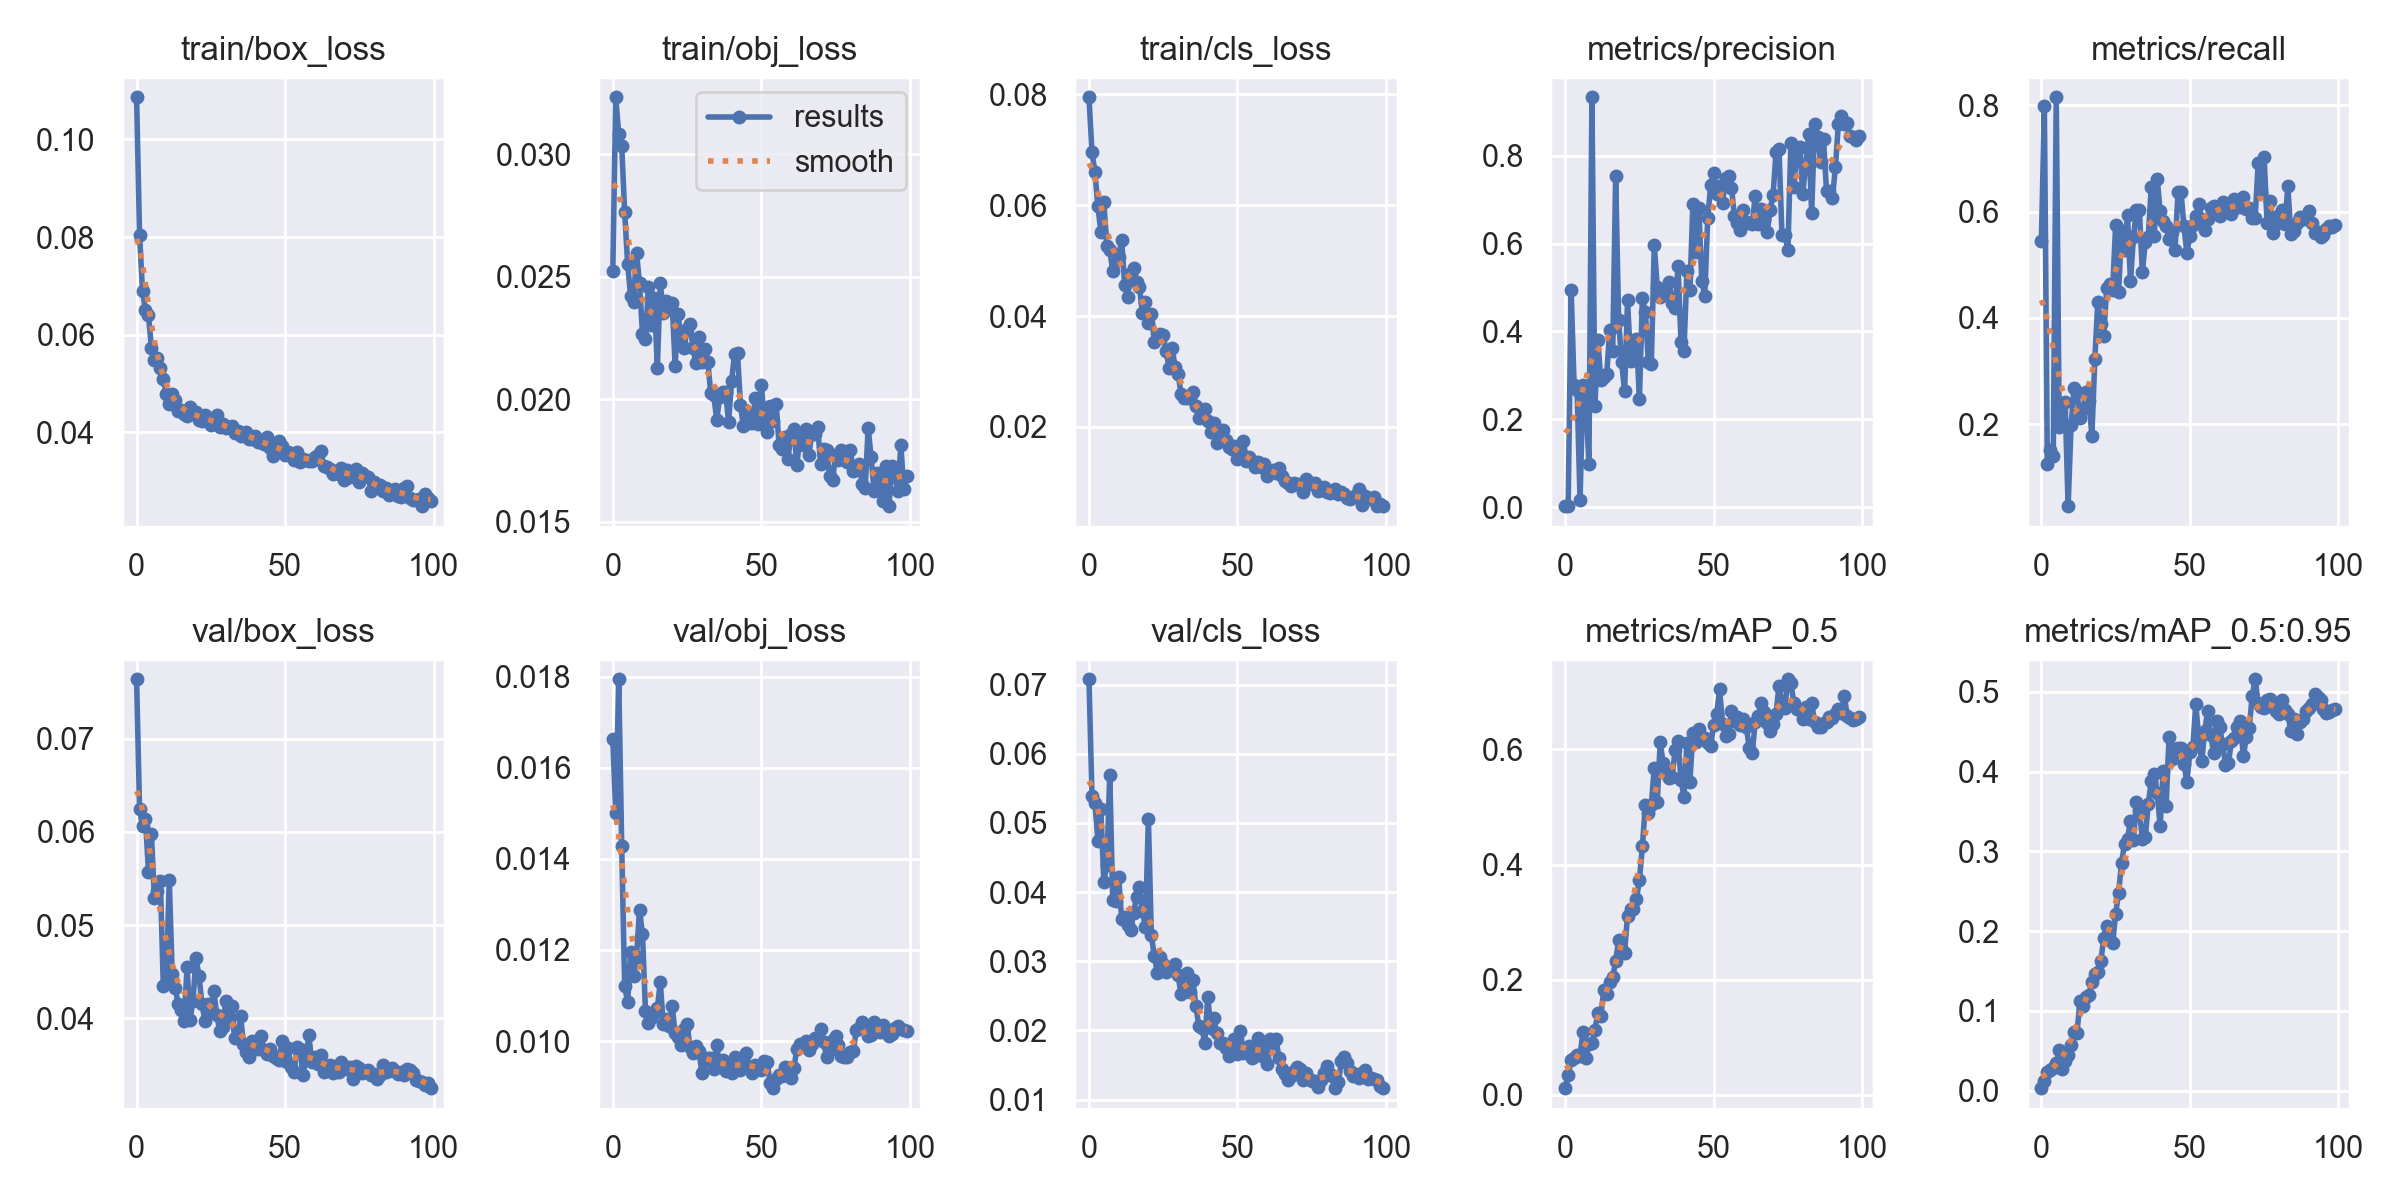 train/box_loss
0.10
0.08
0.06
0.04
0 50 100
train/obj_loss
results
smooth
0.030
0.025
0.020
0.015
0 50 100
train/cls_loss
0.08
0.06
0.04
0.02
0 50 100
metrics/precision
0.8
0.6
0.4
0.2
0.0
0 50 100
metrics/recall
0.8
0.6
0.4
0.2
0 50 100
val/box_loss
0.07
0.06
0.05
0.04
0 50 100
val/obj_loss
0.018
0.016
0.014
0.012
0.010
0 50 100
val/cls_loss
0.07
0.06
0.05
0.04
0.03
0.02
0.01
0 50 100
metrics/mAP_0.5
0.6
0.4
0.2
0.0
0 50 100
metrics/mAP_0.5:0.95
0.5
0.4
0.3
0.2
0.1
0.0
0 50 100